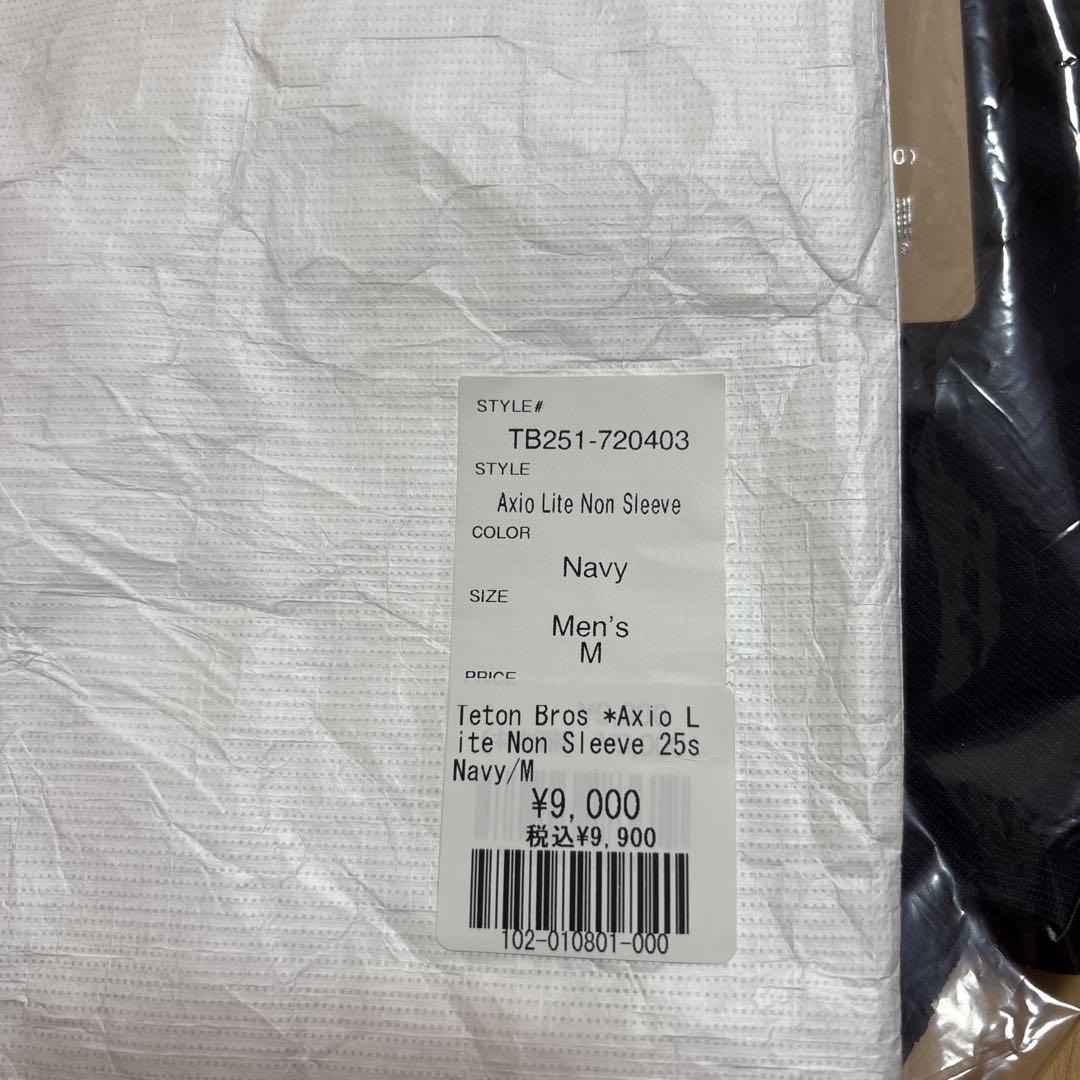 STYLE#
TB251-720403
STYLE
Axio Lite Non Sleeve
COLOR
Navy
SIZE
Men's
M
PRICE
Teton Bros *Axio L
ite Non Sleeve 25s
Navy/M
¥9,000
税込¥9,900
102-010801-000